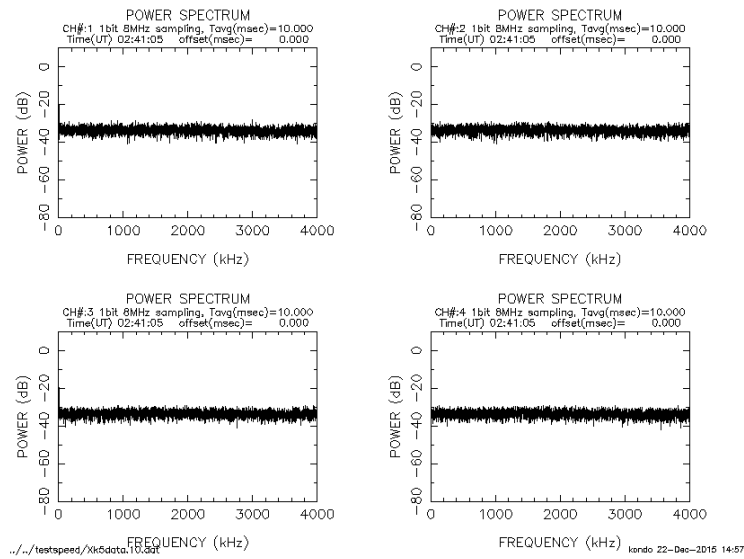 POWER SPECTRUM
CH#:1 1bit 8MHz sampling, Tavg(msec)=10.000
Time(UT) 02:41:05 offset(msec)= 0.000
POWER (dB)
0
-20
-40
-60
-80
0 1000 2000 3000 4000
FREQUENCY (kHz)
POWER SPECTRUM
CH#:2 1bit 8MHz sampling, Tavg(msec)=10.000
Time(UT) 02:41:05 offset(msec)= 0.000
POWER (dB)
0
-20
-40
-60
-80
0 1000 2000 3000 4000
FREQUENCY (kHz)
POWER SPECTRUM
CH#:3 1bit 8MHz sampling, Tavg(msec)=10.000
Time(UT) 02:41:05 offset(msec)= 0.000
POWER (dB)
0
-20
-40
-60
-80
0 1000 2000 3000 4000
FREQUENCY (kHz)
POWER SPECTRUM
CH#:4 1bit 8MHz sampling, Tavg(msec)=10.000
Time(UT) 02:41:05 offset(msec)= 0.000
POWER (dB)
0
-20
-40
-60
-80
0 1000 2000 3000 4000
FREQUENCY (kHz)
../../testspeed/Xk5data.10.dat
kondo 22-Dec-2015 14:57